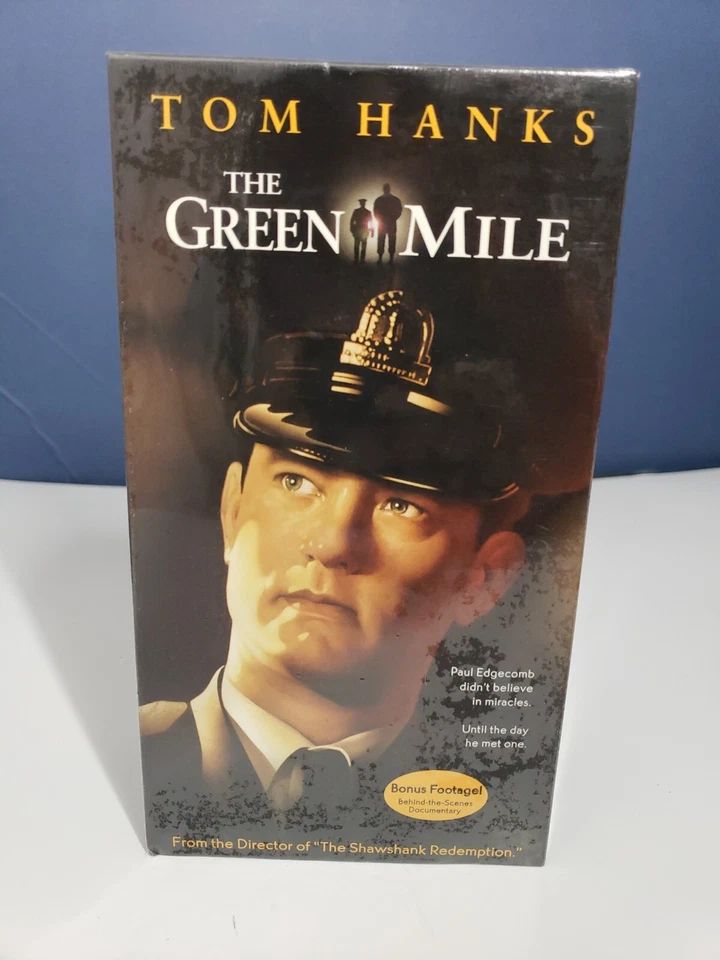 TOM HANKS
THE
GREEN MILE
Paul Edgecomb
didn't believe
in miracles.
Until the day
he met one.
Bonus Footage!
Behind-the-Scenes
Documentary
From the Director of "The Shawshank Redemption."